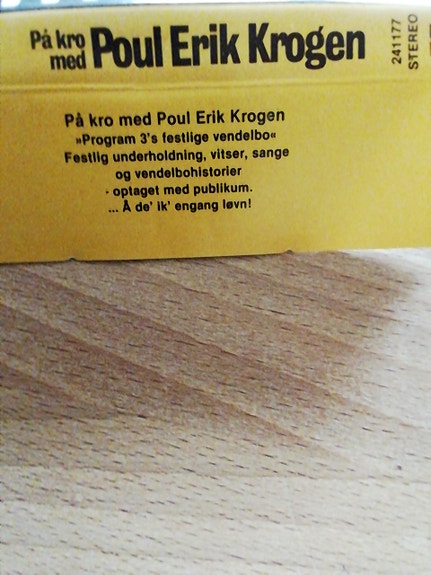 På kro
med Poul Erik Krogen
241177
STEREO
På kro med Poul Erik Krogen
»Program 3's festlige vendelbo«
Festlig underholdning, vitser, sange
og vendelbohistorier
- optaget med publikum.
... Å de' ik' engang løvn!